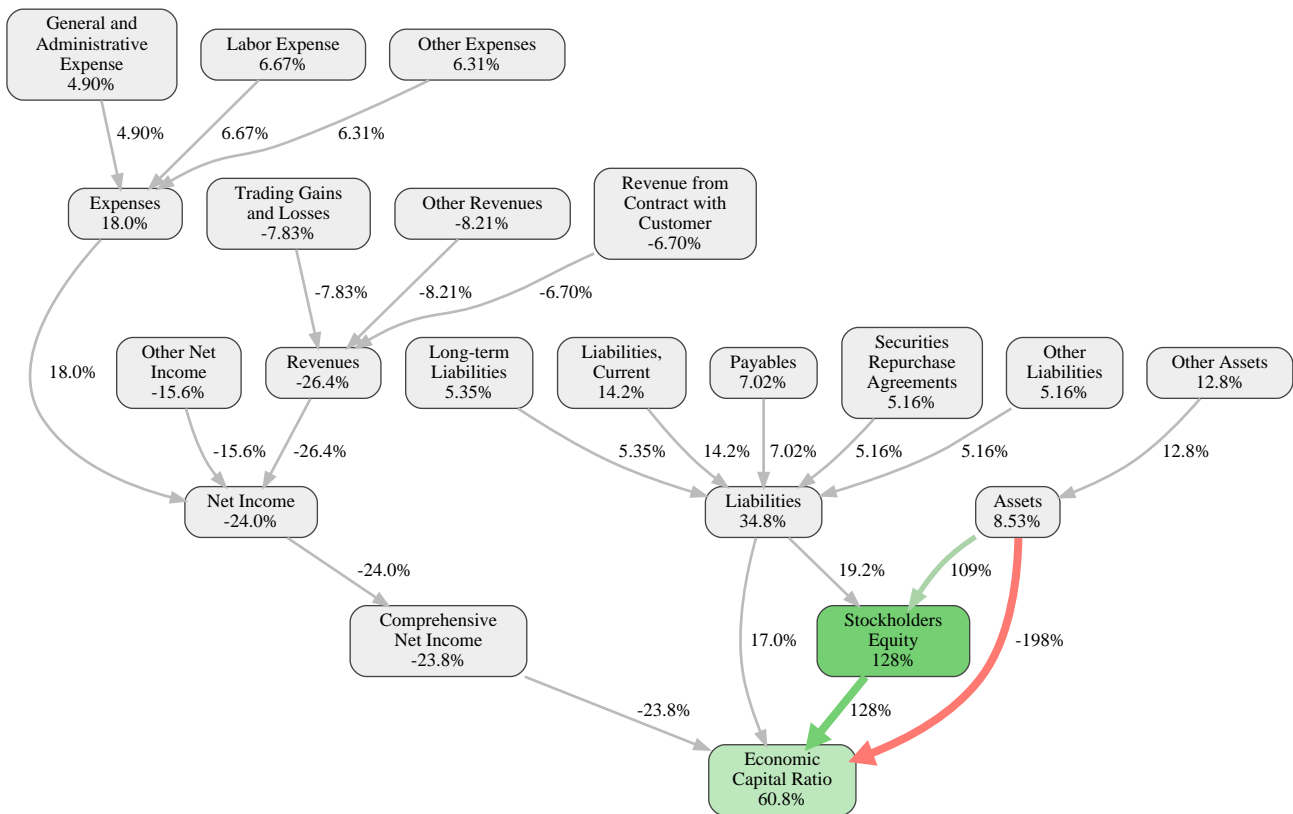 General and
Administrative
Expense
4.90%
Labor Expense
6.67%
Other Expenses
6.31%
4.90%
6.67%
6.31%
Expenses
18.0%
Trading Gains
and Losses
-7.83%
Other Revenues
-8.21%
Revenue from
Contract with
Customer
-6.70%
-7.83%
-8.21%
-6.70%
18.0%
Other Net
Income
-15.6%
Revenues
-26.4%
Long-term
Liabilities
5.35%
Liabilities,
Current
14.2%
Payables
7.02%
Securities
Repurchase
Agreements
5.16%
Other
Liabilities
5.16%
Other Assets
12.8%
-15.6%
-26.4%
5.35%
14.2%
7.02%
5.16%
5.16%
12.8%
Net Income
-24.0%
Liabilities
34.8%
Assets
8.53%
-24.0%
19.2%
109%
Comprehensive
Net Income
-23.8%
17.0%
Stockholders
Equity
128%
-198%
-23.8%
128%
Economic
Capital Ratio
60.8%